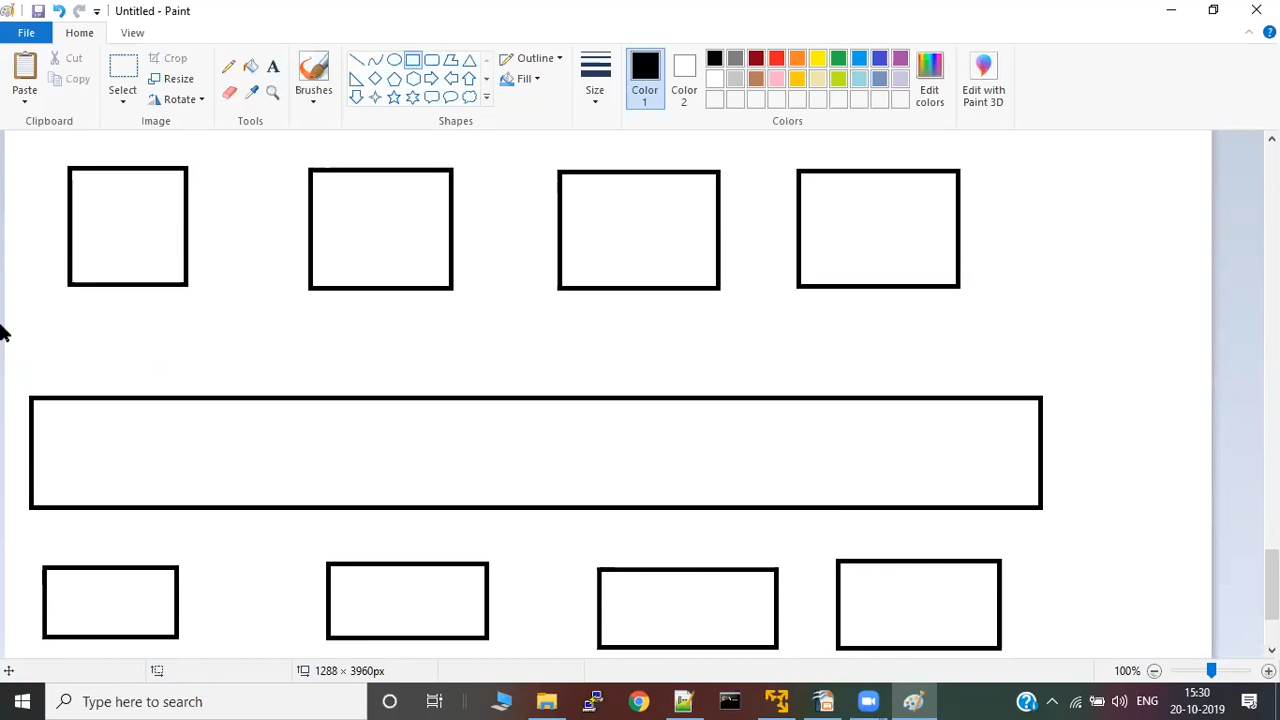 Untitled - Paint
File
Home
View
Paste
Cut
Copy
Clipboard
Select
Crop
Resize
Rotate
Image
A
Tools
Brushes
Shapes
Outline
Fill
Size
Color 1
Color 2
Colors
Edit colors
Edit with Paint 3D
1288 × 3960px
100%
Type here to search
ENG
15:30
20-10-2019